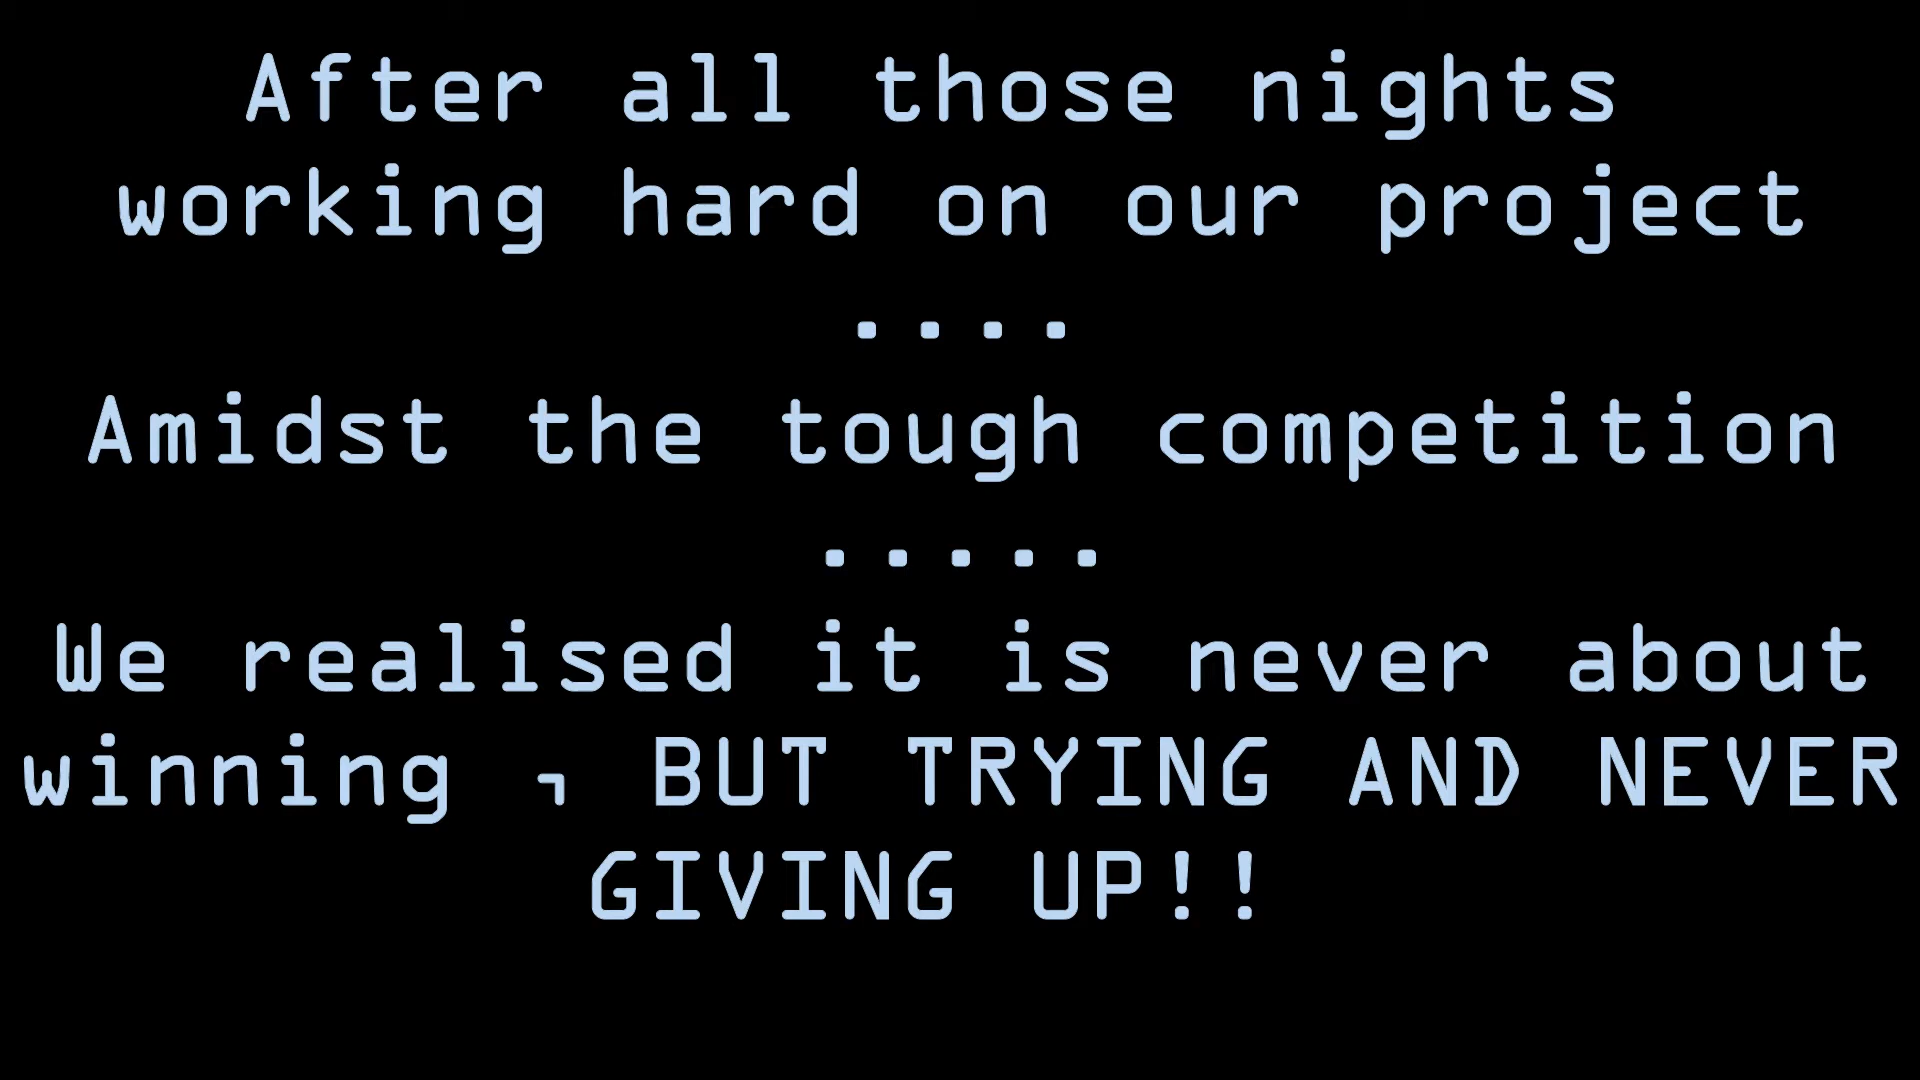 After all those nights
working hard on our project
....
Amidst the tough competition
.....
We realised it is never about
winning , BUT TRYING AND NEVER
GIVING UP!!